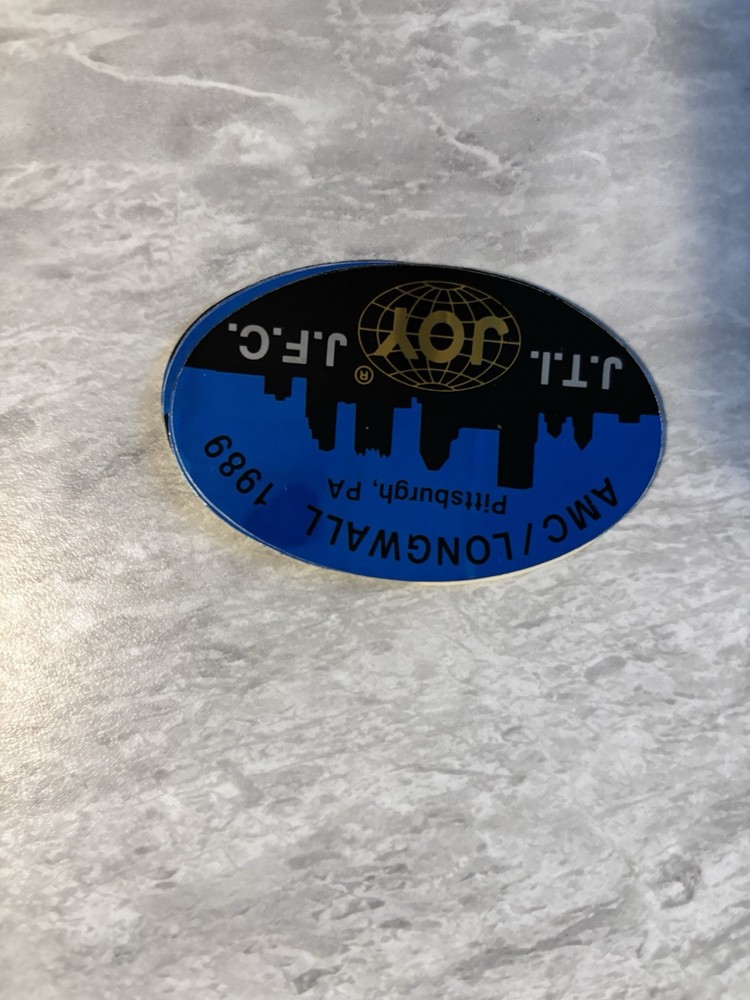 AMC/LONGWALL 1989
Pittsburgh, PA
J.T.I. JOY® J.F.C.